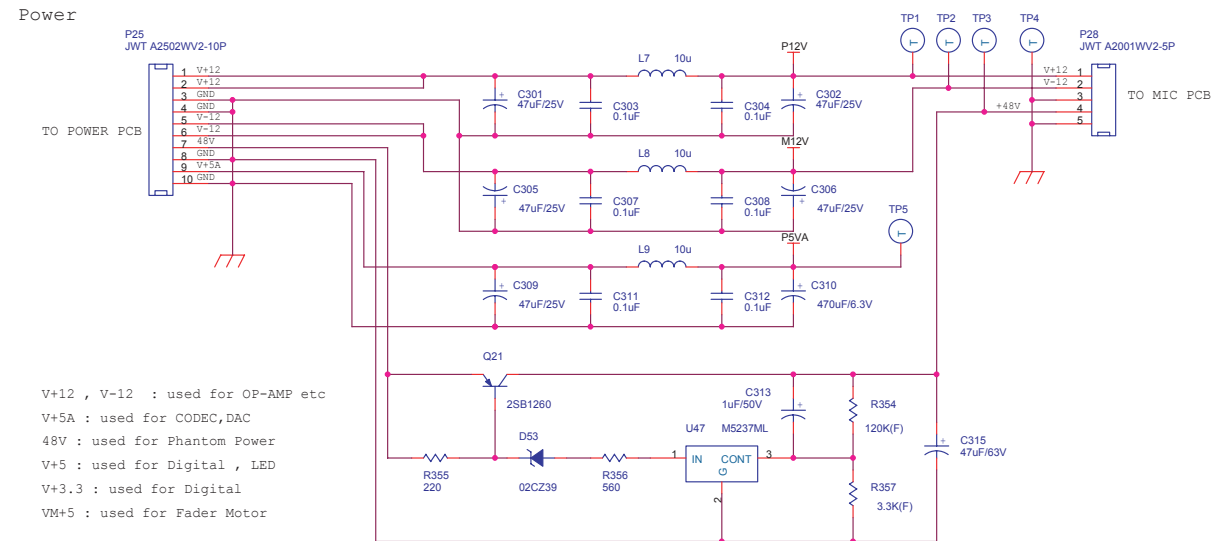 Power
P25
JWT A2502WV2-10P
TP1 TP2 TP3 TP4
P28
JWT A2001WV2-5P
L7 10u
P12V
T T T T
1 V+12
2 V+12
3 GND
4 GND
5 V-12
6 V-12
7 48V
8 GND
9 V+5A
10 GND
TO POWER PCB
V+12 1
V-12 2
3
+48V 4
5
TO MIC PCB
C301
47uF/25V
C303
0.1uF
C304
0.1uF
C302
47uF/25V
L8 10u
M12V
C305
47uF/25V
C307
0.1uF
C308
0.1uF
C306
47uF/25V
L9 10u
P5VA
TP5
T
C309
47uF/25V
C311
0.1uF
C312
0.1uF
C310
470uF/6.3V
Q21
2SB1260
C313
1uF/50V
R354
120K(F)
V+12 , V-12 : used for OP-AMP etc
V+5A : used for CODEC,DAC
48V : used for Phantom Power
V+5 : used for Digital , LED
V+3.3 : used for Digital
VM+5 : used for Fader Motor
R355
220
D53
02CZ39
R356
560
U47 M5237ML
1 IN CONT 3
G
2
R357
3.3K(F)
C315
47uF/63V